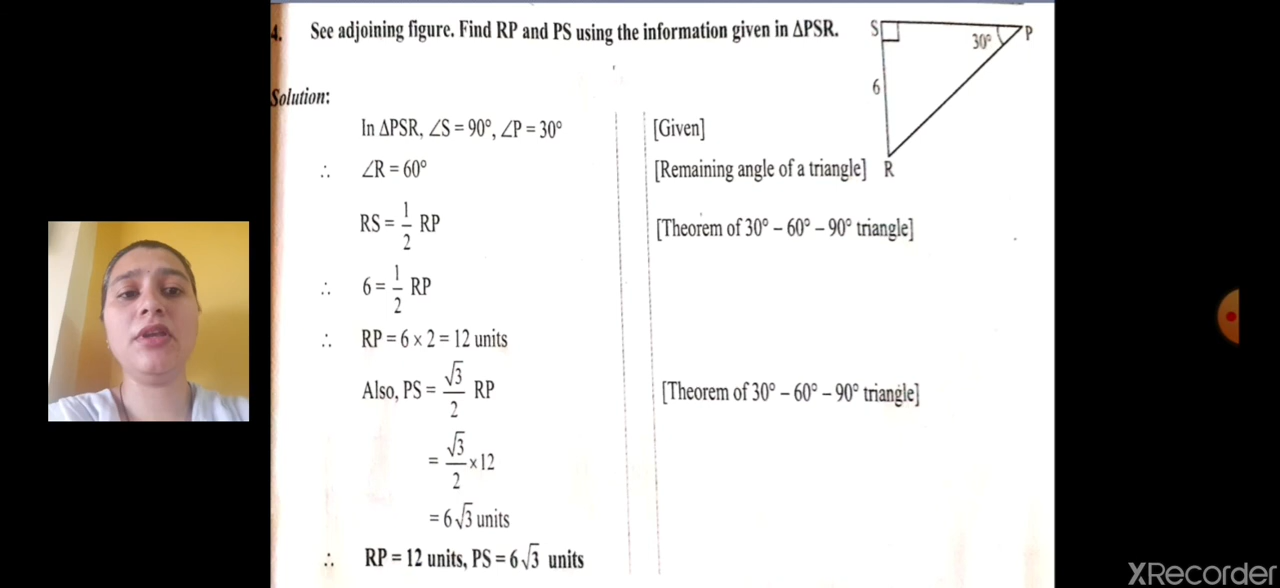 4. See adjoining figure. Find RP and PS using the information given in ΔPSR.
S
P
30°
6
R
Solution:
In ΔPSR, ∠S = 90°, ∠P = 30° [Given]
∴ ∠R = 60° [Remaining angle of a triangle]
RS = 1/2 RP [Theorem of 30° – 60° – 90° triangle]
∴ 6 = 1/2 RP
∴ RP = 6 × 2 = 12 units
Also, PS = √3/2 RP [Theorem of 30° – 60° – 90° triangle]
= √3/2 × 12
= 6√3 units
∴ RP = 12 units, PS = 6√3 units
XRecorder